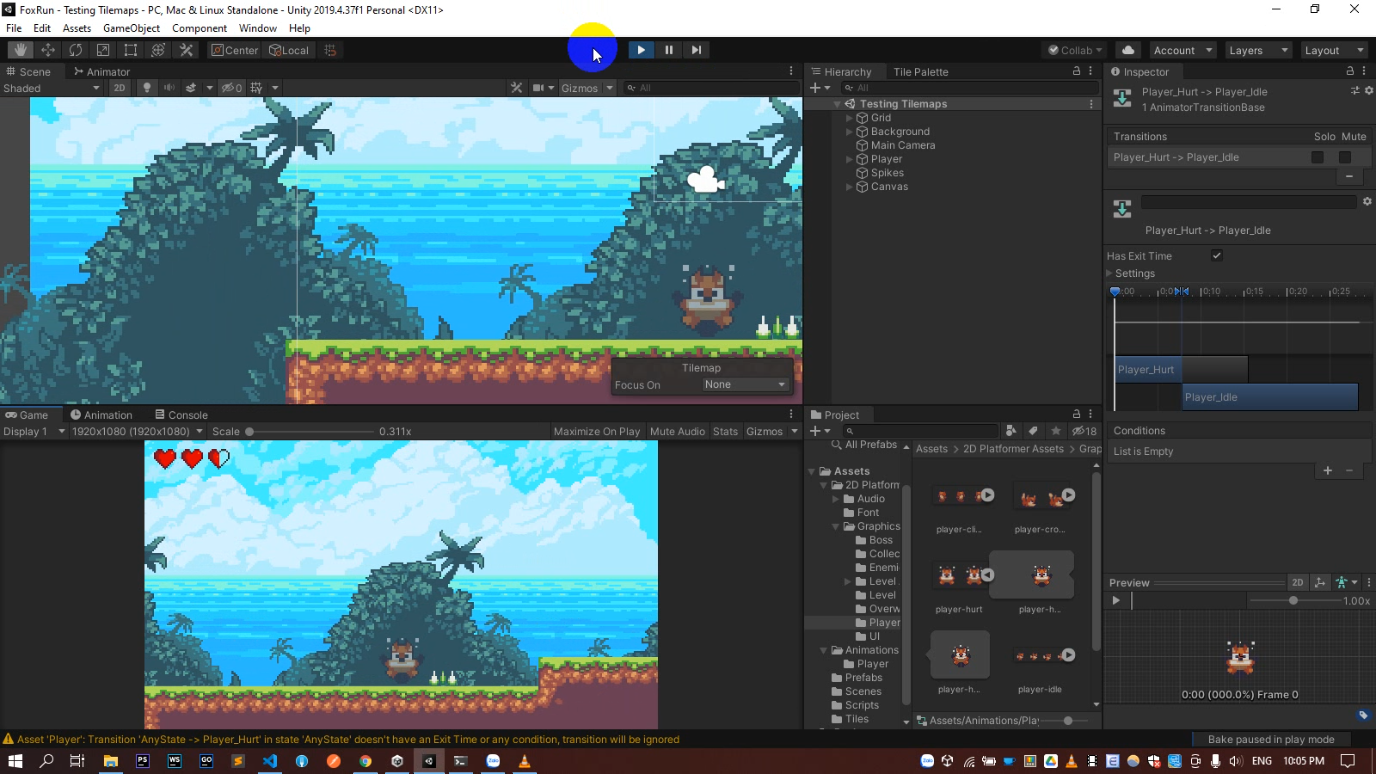 FoxRun - Testing Tilemaps - PC, Mac & Linux Standalone - Unity 2019.4.37f1 Personal <DX11>
File Edit Assets GameObject Component Window Help
Center Local Collab Account Layers Layout
Scene Animator
Shaded 2D 0 Gizmos All
Hierarchy Tile Palette
All
Testing Tilemaps
Grid
Background
Main Camera
Player
Spikes
Canvas
Tilemap
Focus On None
Inspector
Player_Hurt -> Player_Idle
1 AnimatorTransitionBase
Transitions Solo Mute
Player_Hurt -> Player_Idle
Player_Hurt -> Player_Idle
Has Exit Time
Settings
0:10 0:15 0:20 0:25
Player_Hurt
Player_Idle
Conditions
List is Empty
Game Animation Console
Display 1 1920x1080 (1920x1080) Scale 0.311x Maximize On Play Mute Audio Stats Gizmos
Project
18
All Prefabs
Assets
2D Platform
Audio
Font
Graphics
Boss
Collec
Enemi
Level
Level
Overw
Player
UI
Animations
Player
Prefabs
Scenes
Scripts
Tiles
Assets > 2D Platformer Assets > Grap
player-cli...
player-cro...
player-hurt
player-h...
player-h...
player-idle
Assets/Animations/Pla
Preview 2D
1.00x
0:00 (000.0%) Frame 0
Asset 'Player': Transition 'AnyState -> Player_Hurt' in state 'AnyState' doesn't have an Exit Time or any condition, transition will be ignored
Bake paused in play mode
PS WS GO Zalo Zalo ENG 10:05 PM